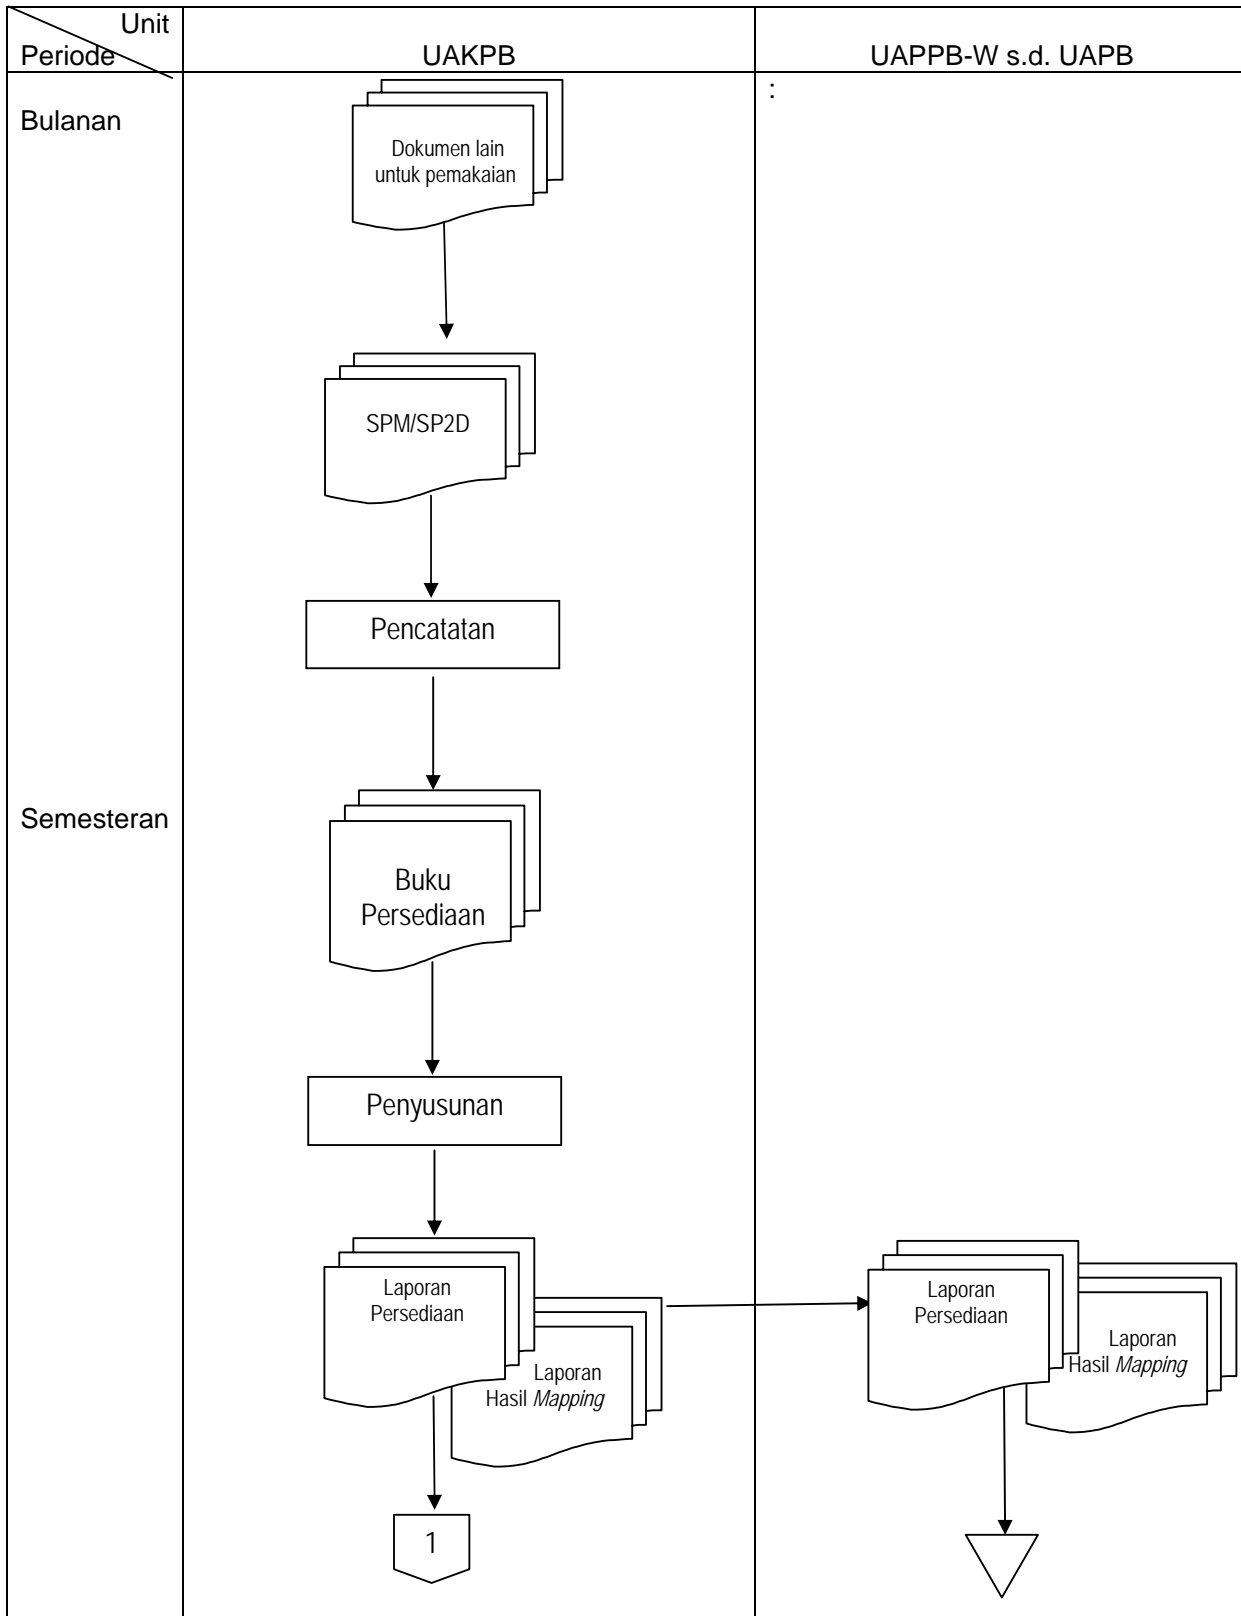 Unit
Periode
UAKPB
UAPPB-W s.d. UAPB
:
Bulanan
Dokumen lain
untuk pemakaian
SPM/SP2D
Pencatatan
Semesteran
Buku
Persediaan
Penyusunan
Laporan
Persediaan
Laporan
Hasil Mapping
Laporan
Persediaan
Laporan
Hasil Mapping
1